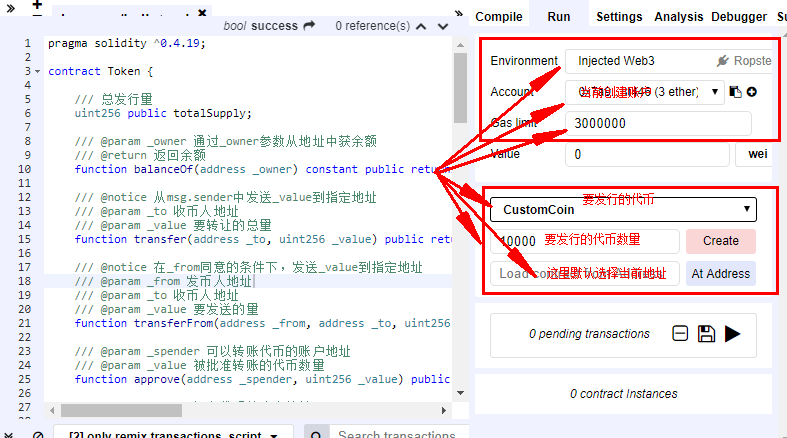 bool success
0 reference(s)
1 pragma solidity ^0.4.19;
2
3 contract Token {
4
5 /// 总发行量
6 uint256 public totalSupply;
7
8 /// @param _owner 通过_owner参数从地址中获余额
9 /// @return 返回余额
10 function balanceOf(address _owner) constant public retur
11
12 /// @notice 从msg.sender中发送_value到指定地址
13 /// @param _to 收币人地址
14 /// @param _value 要转让的总量
15 function transfer(address _to, uint256 _value) public ret
16
17 /// @notice 在_from同意的条件下，发送_value到指定地址
18 /// @param _from 发币人地址
19 /// @param _to 收币人地址
20 /// @param _value 要发送的量
21 function transferFrom(address _from, address _to, uint256
22
23 /// @param _spender 可以转账代币的账户地址
24 /// @param _value 被批准转账的代币数量
25 function approve(address _spender, uint256 _value) public
26
27
[2] only remix transactions, script
Search transactions
Compile Run Settings Analysis Debugger Su
Environment Injected Web3 Ropste
Account 当前创建账户 (3 ether)
Gas limit 3000000
Value 0 wei
CustomCoin 要发行的代币
10000 要发行的代币数量 Create
这里默认选择当前地址 At Address
0 pending transactions
0 contract Instances